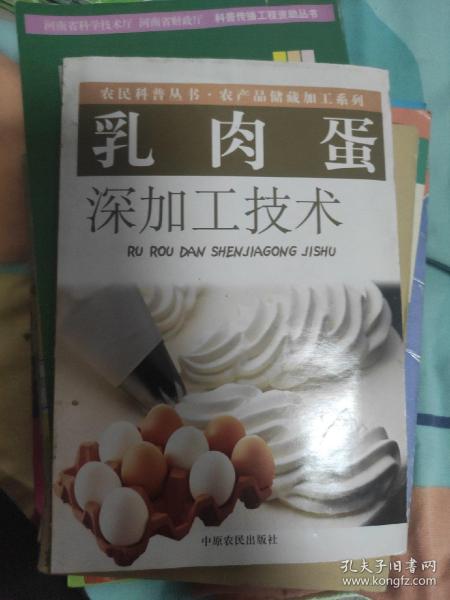 河南省科学技术厅 河南省财政厅 科普传播工程资助丛书
农民科普丛书·农产品储藏加工系列
乳肉蛋
深加工技术
RU ROU DAN SHENJIAGONG JISHU
中原农民出版社
孔夫子旧书网
www.kongfz.com